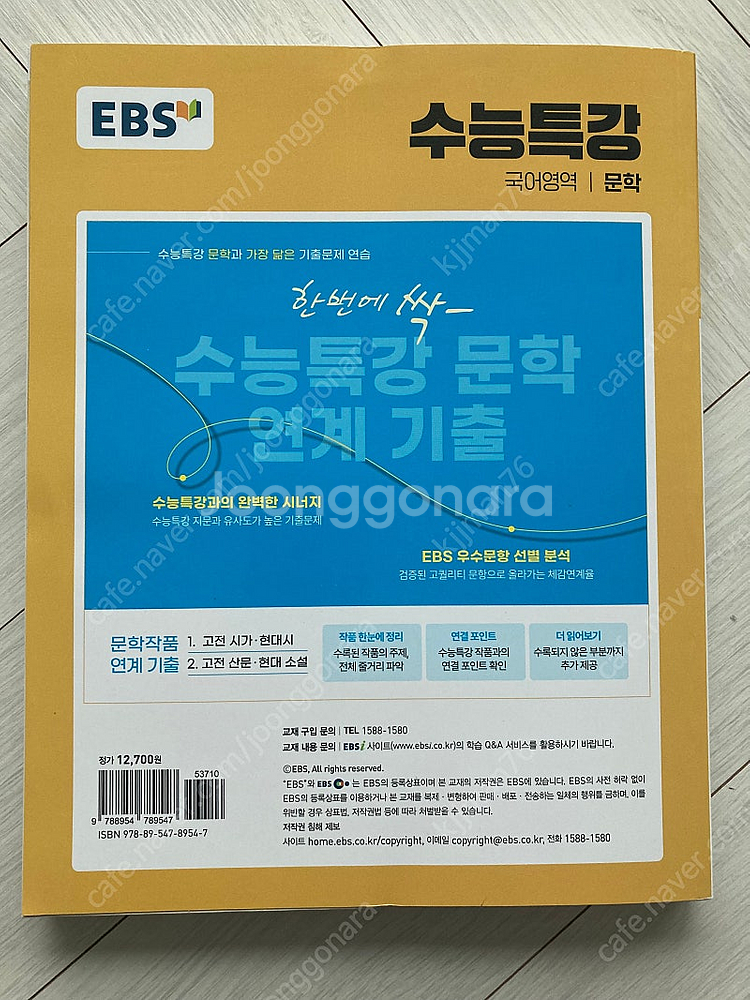 EBS
수능특강
국어영역 | 문학
수능특강 문학과 가장 닮은 기출문제 연습
한번에 싹
수능특강 문학
연계 기출
Joonggonara
수능특강과의 완벽한 시너지
수능특강 지문과 유사도가 높은 기출문제
EBS 우수문항 선별 분석
검증된 고퀄리티 문항으로 올라가는 체감연계율
문학작품
연계 기출
1. 고전 시가·현대시
2. 고전 산문·현대 소설
작품 한눈에 정리
수록된 작품의 주제,
전체 줄거리 파악
연결 포인트
수능특강 작품과의
연결 포인트 확인
더 읽어보기
수록되지 않은 부분까지
추가 제공
교재 구입 문의 | TEL 1588-1580
교재 내용 문의 | EBSi 사이트(www.ebsi.co.kr)의 학습 Q&A 서비스를 활용하시기 바랍니다.
정가 12,700원
53710
9 788954 789547
ISBN 978-89-547-8954-7
©EBS, All rights reserved.
"EBS"와 EBS는 EBS의 등록상표이며 본 교재의 저작권은 EBS에 있습니다. EBS의 사전 허락 없이
EBS의 등록상표를 이용하거나 본 교재를 복제·변형하여 판매·배포·전송하는 일체의 행위를 금하며, 이를
위반할 경우 상표법, 저작권법 등에 따라 처벌받을 수 있습니다.
저작권 침해 제보
사이트 home.ebs.co.kr/copyright, 이메일 copyright@ebs.co.kr, 전화 1588-1580
cafe.naver.com/joonggonara
kjjman76